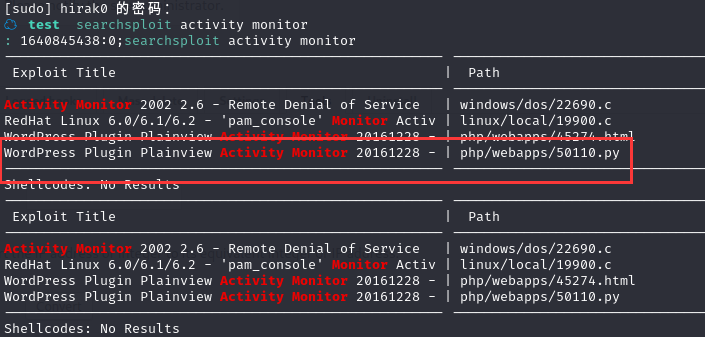 [sudo] hirak0 的密码:
test searchsploit activity monitor
: 1640845438:0;searchsploit activity monitor
Exploit Title | Path
Activity Monitor 2002 2.6 - Remote Denial of Service | windows/dos/22690.c
RedHat Linux 6.0/6.1/6.2 - 'pam_console' Monitor Activ | linux/local/19900.c
WordPress Plugin Plainview Activity Monitor 20161228 - | php/webapps/45274.html
WordPress Plugin Plainview Activity Monitor 20161228 - | php/webapps/50110.py
Shellcodes: No Results
Exploit Title | Path
Activity Monitor 2002 2.6 - Remote Denial of Service | windows/dos/22690.c
RedHat Linux 6.0/6.1/6.2 - 'pam_console' Monitor Activ | linux/local/19900.c
WordPress Plugin Plainview Activity Monitor 20161228 - | php/webapps/45274.html
WordPress Plugin Plainview Activity Monitor 20161228 - | php/webapps/50110.py
Shellcodes: No Results